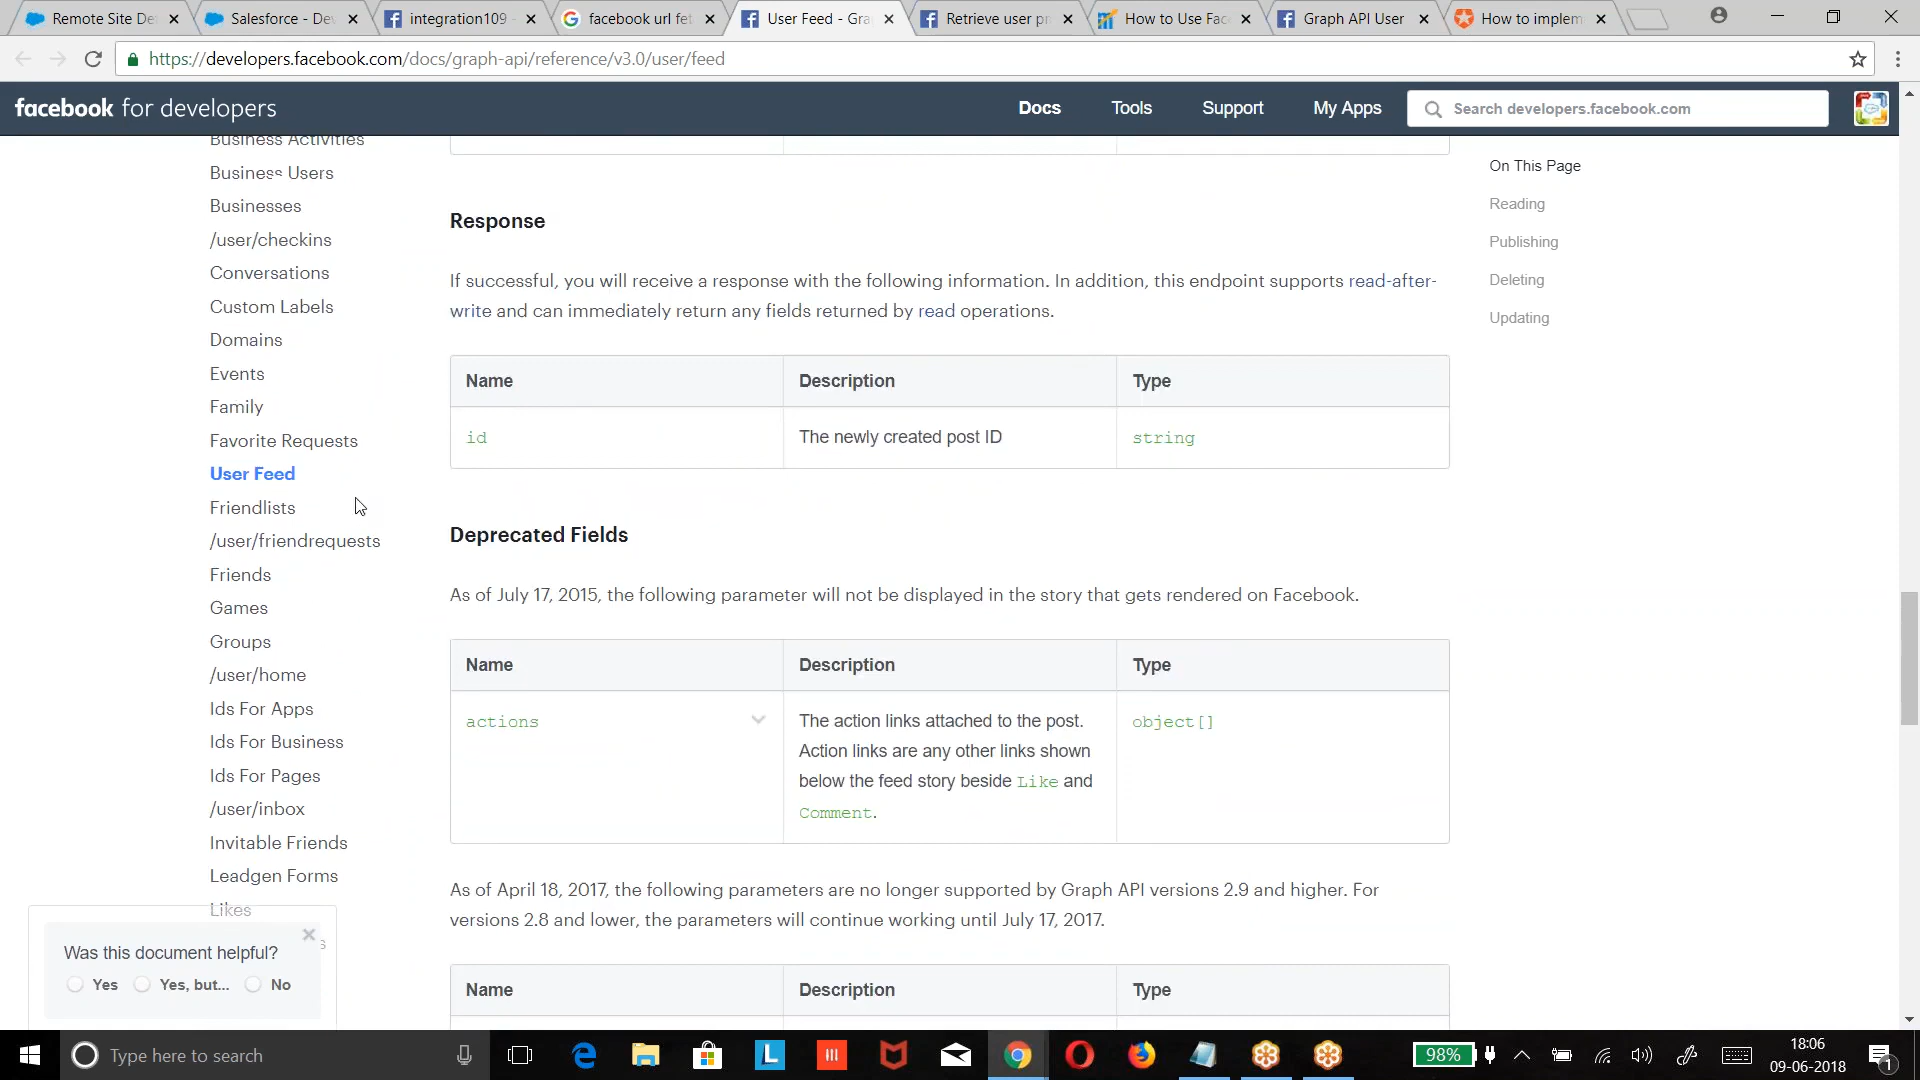 Remote Site De
Salesforce - Dev
integration109 -
facebook url fet
User Feed - Gra
Retrieve user pr
How to Use Fac
Graph API User
How to implem
https://developers.facebook.com/docs/graph-api/reference/v3.0/user/feed
facebook for developers
Docs
Tools
Support
My Apps
Search developers.facebook.com
Business Activities
Business Users
Businesses
/user/checkins
Conversations
Custom Labels
Domains
Events
Family
Favorite Requests
User Feed
Friendlists
/user/friendrequests
Friends
Games
Groups
/user/home
Ids For Apps
Ids For Business
Ids For Pages
/user/inbox
Invitable Friends
Leadgen Forms
Likes
Was this document helpful?
Yes
Yes, but...
No
Response
If successful, you will receive a response with the following information. In addition, this endpoint supports read-after-
write and can immediately return any fields returned by read operations.
Name Description Type
id The newly created post ID string
Deprecated Fields
As of July 17, 2015, the following parameter will not be displayed in the story that gets rendered on Facebook.
Name Description Type
actions The action links attached to the post. object[]
Action links are any other links shown
below the feed story beside Like and
Comment.
As of April 18, 2017, the following parameters are no longer supported by Graph API versions 2.9 and higher. For
versions 2.8 and lower, the parameters will continue working until July 17, 2017.
Name Description Type
On This Page
Reading
Publishing
Deleting
Updating
Type here to search
98%
18:06
09-06-2018
1